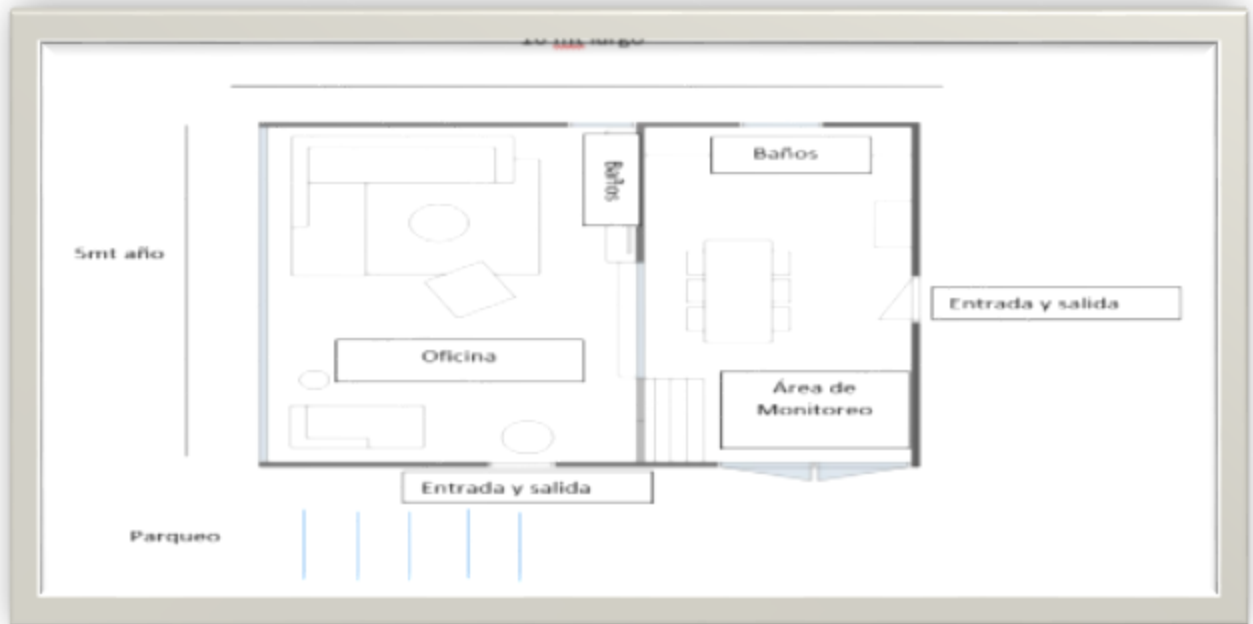 Baños
Baños
5mt año
Entrada y salida
Oficina
Área de
Monitoreo
Entrada y salida
Parqueo